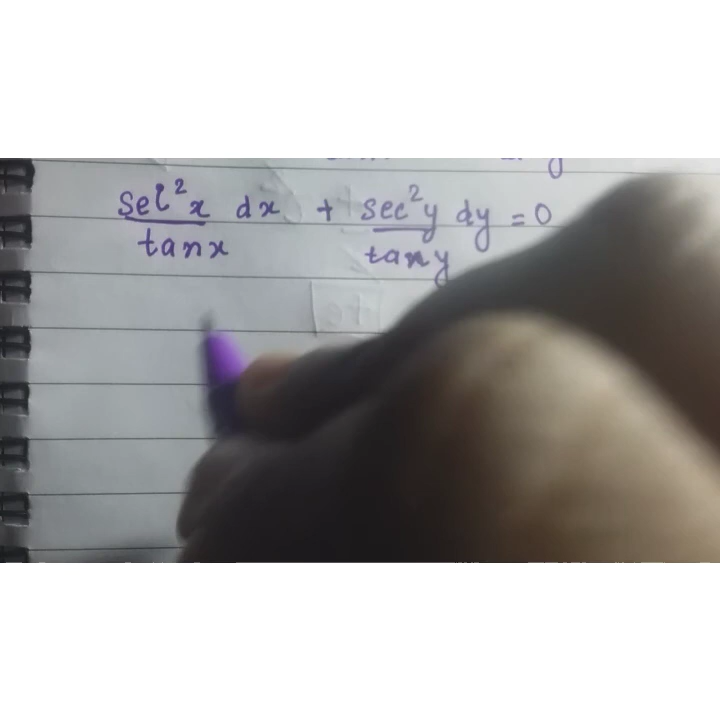 sec²x/tanx dx + sec²y/tany dy = 0